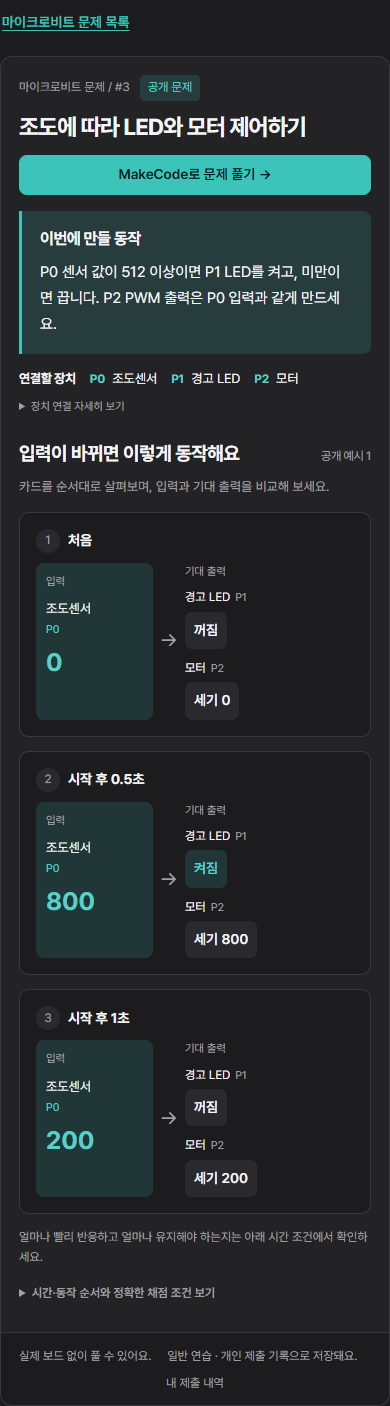 마이크로비트 문제 목록
마이크로비트 문제 / #3 공개 문제
조도에 따라 LED와 모터 제어하기
MakeCode로 문제 풀기 →
이번에 만들 동작
P0 센서 값이 512 이상이면 P1 LED를 켜고, 미만이
면 끕니다. P2 PWM 출력은 P0 입력과 같게 만드세
요.
연결할 장치 P0 조도센서 P1 경고 LED P2 모터
▶ 장치 연결 자세히 보기
입력이 바뀌면 이렇게 동작해요 공개 예시 1
카드를 순서대로 살펴보며, 입력과 기대 출력을 비교해 보세요.
1 처음
입력
조도센서
P0
0
→
기대 출력
경고 LED P1
꺼짐
모터 P2
세기 0
2 시작 후 0.5초
입력
조도센서
P0
800
→
기대 출력
경고 LED P1
켜짐
모터 P2
세기 800
3 시작 후 1초
입력
조도센서
P0
200
→
기대 출력
경고 LED P1
꺼짐
모터 P2
세기 200
얼마나 빨리 반응하고 얼마나 유지해야 하는지는 아래 시간 조건에서 확인하
세요.
▶ 시간·동작 순서와 정확한 채점 조건 보기
실제 보드 없이 풀 수 있어요. 일반 연습 · 개인 제출 기록으로 저장돼요.
내 제출 내역